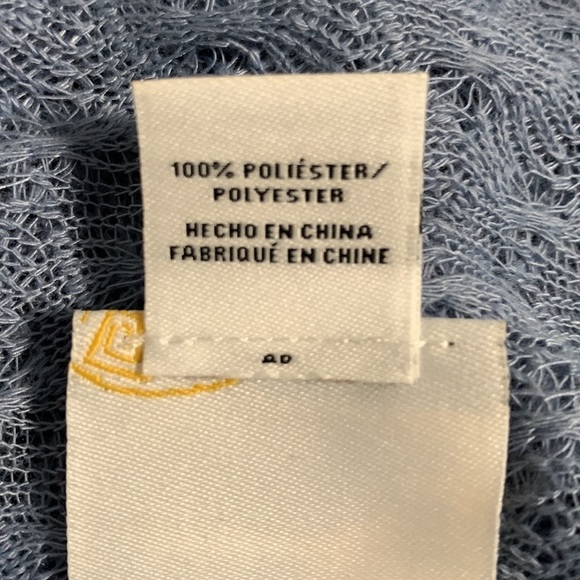 100% POLIÉSTER/
POLYESTER
HECHO EN CHINA
FABRIQUÉ EN CHINE